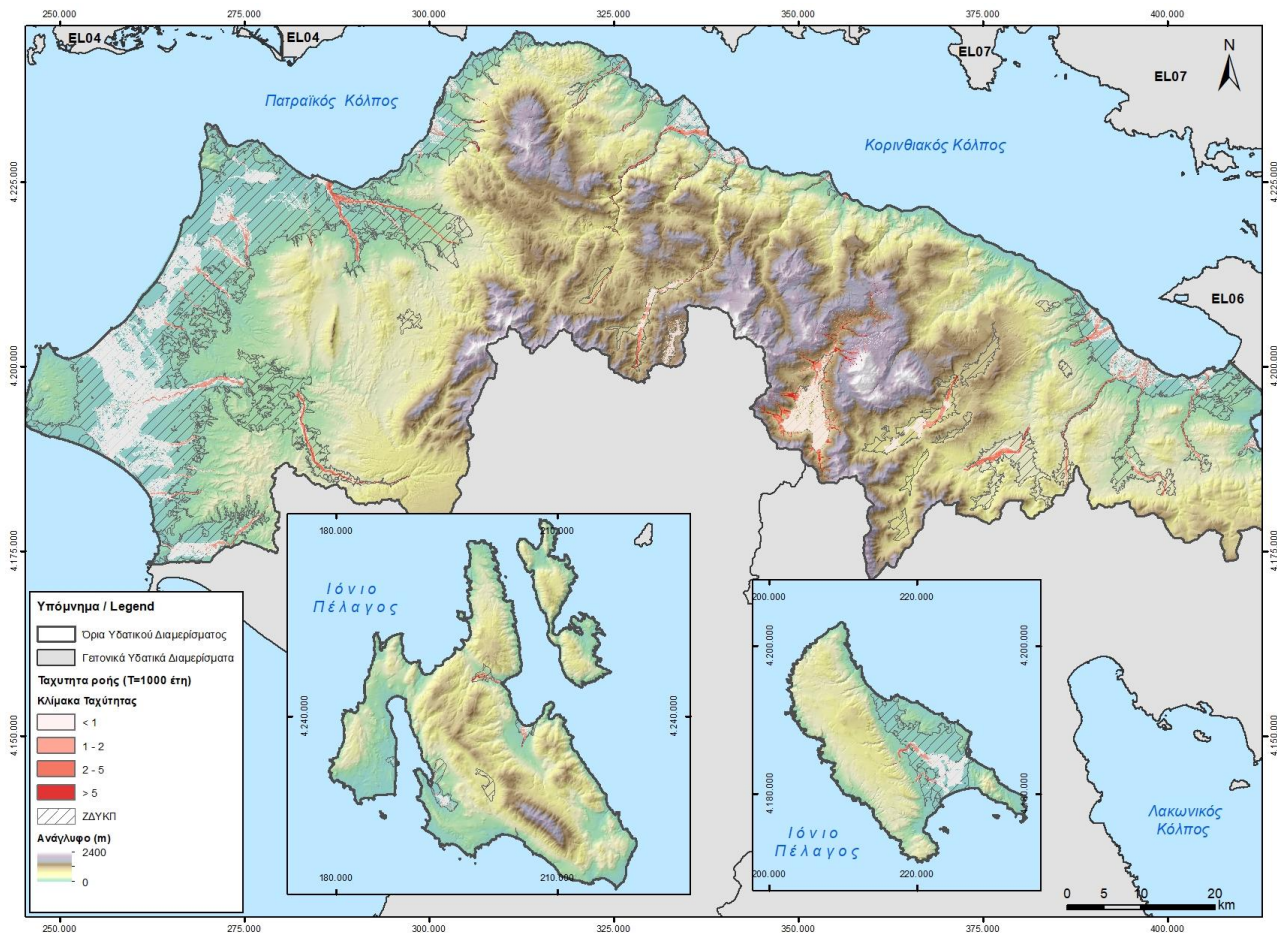 250.000 275.000 300.000 325.000 350.000 375.000 400.000
EL04 EL04 EL07 N
EL07
Πατραϊκός Κόλπος
Κορινθιακός Κόλπος
4.225.000 4.225.000
EL06
4.200.000 4.200.000
4.175.000 4.175.000
180.000 210.000
Ιόνιο
Πέλαγος
4.240.000 4.240.000
180.000 210.000
200.000 220.000
4.200.000 4.200.000
4.180.000 4.180.000
Ιόνιο
Πέλαγος
200.000 220.000
4.150.000 4.150.000
Λακωνικός
Κόλπος
Υπόμνημα / Legend
Όρια Υδατικού Διαμερίσματος
Γετονικά Υδατικά Διαμερίσματα
Ταχυτητα ροής (T=1000 έτη)
Κλίμακα Ταχύτητας
< 1
1 - 2
2 - 5
> 5
ΖΔΥΚΠ
Ανάγλυφο (m)
2400
0
0 5 10 20
km
250.000 275.000 300.000 325.000 350.000 375.000 400.000